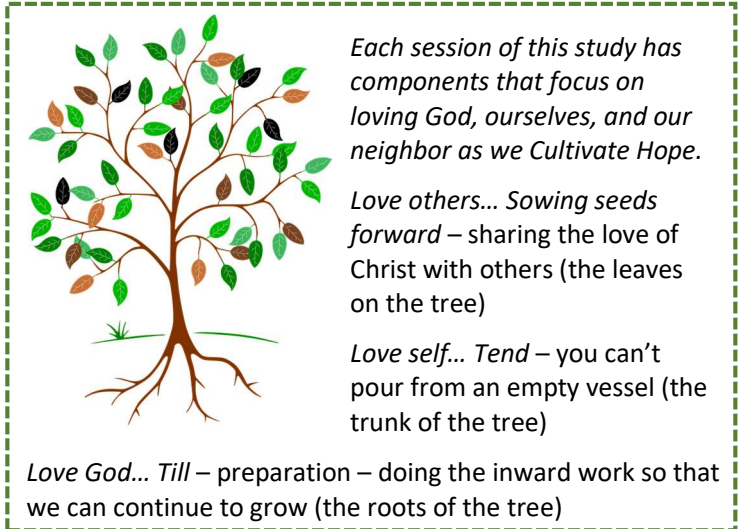 Each session of this study has
components that focus on
loving God, ourselves, and our
neighbor as we Cultivate Hope.
Love others… Sowing seeds
forward – sharing the love of
Christ with others (the leaves
on the tree)
Love self… Tend – you can’t
pour from an empty vessel (the
trunk of the tree)
Love God… Till – preparation – doing the inward work so that
we can continue to grow (the roots of the tree)